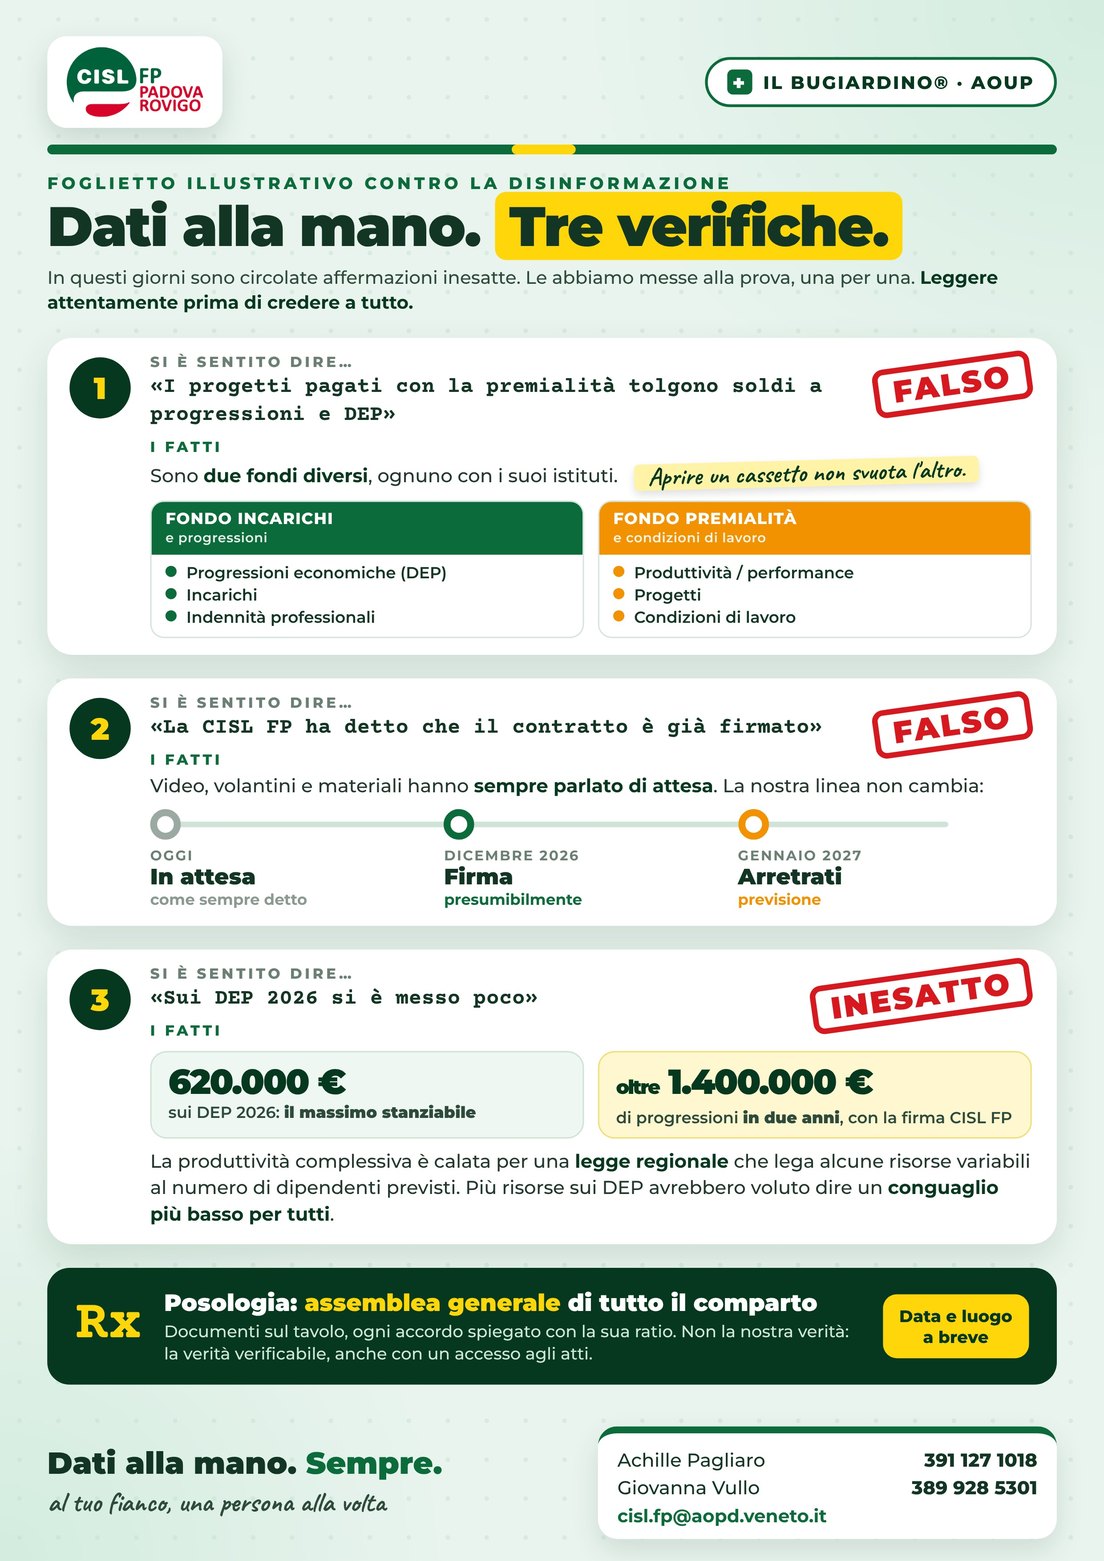 CISL FP
PADOVA
ROVIGO
IL BUGIARDINO® · AOUP
FOGLIETTO ILLUSTRATIVO CONTRO LA DISINFORMAZIONE
Dati alla mano. Tre verifiche.
In questi giorni sono circolate affermazioni inesatte. Le abbiamo messe alla prova, una per una. Leggere
attentamente prima di credere a tutto.
1
SI È SENTITO DIRE…
«I progetti pagati con la premialità tolgono soldi a
progressioni e DEP»
FALSO
I FATTI
Sono due fondi diversi, ognuno con i suoi istituti.
Aprire un cassetto non svuota l'altro.
FONDO INCARICHI
e progressioni
Progressioni economiche (DEP)
Incarichi
Indennità professionali
FONDO PREMIALITÀ
e condizioni di lavoro
Produttività / performance
Progetti
Condizioni di lavoro
2
SI È SENTITO DIRE…
«La CISL FP ha detto che il contratto è già firmato»
FALSO
I FATTI
Video, volantini e materiali hanno sempre parlato di attesa. La nostra linea non cambia:
OGGI
In attesa
come sempre detto
DICEMBRE 2026
Firma
presumibilmente
GENNAIO 2027
Arretrati
previsione
3
SI È SENTITO DIRE…
«Sui DEP 2026 si è messo poco»
INESATTO
I FATTI
620.000 €
sui DEP 2026: il massimo stanziabile
oltre 1.400.000 €
di progressioni in due anni, con la firma CISL FP
La produttività complessiva è calata per una legge regionale che lega alcune risorse variabili
al numero di dipendenti previsti. Più risorse sui DEP avrebbero voluto dire un conguaglio
più basso per tutti.
Rx
Posologia: assemblea generale di tutto il comparto
Documenti sul tavolo, ogni accordo spiegato con la sua ratio. Non la nostra verità:
la verità verificabile, anche con un accesso agli atti.
Data e luogo
a breve
Dati alla mano. Sempre.
al tuo fianco, una persona alla volta
Achille Pagliaro 391 127 1018
Giovanna Vullo 389 928 5301
cisl.fp@aopd.veneto.it